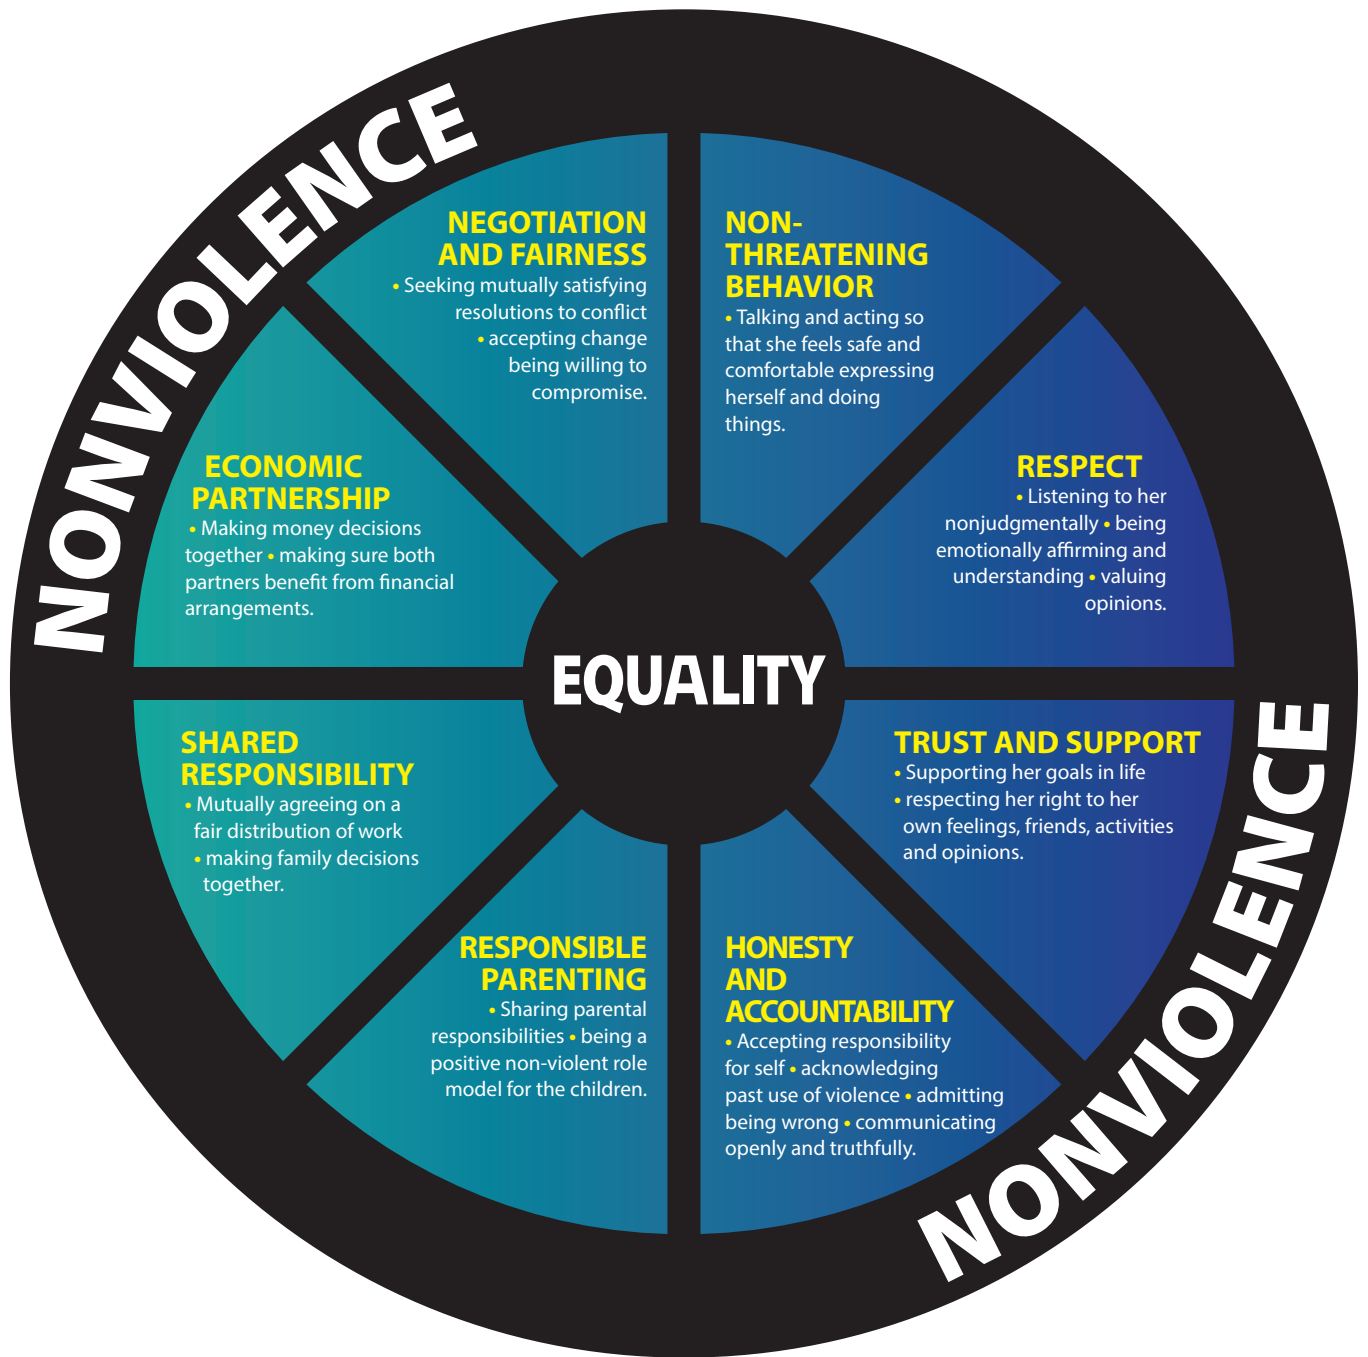 NONVIOLENCE
NEGOTIATION
AND FAIRNESS
• Seeking mutually satisfying
resolutions to conflict
• accepting change
being willing to
compromise.
NON-
THREATENING
BEHAVIOR
• Talking and acting so
that she feels safe and
comfortable expressing
herself and doing
things.
ECONOMIC
PARTNERSHIP
• Making money decisions
together • making sure both
partners benefit from financial
arrangements.
RESPECT
• Listening to her
nonjudgmentally • being
emotionally affirming and
understanding • valuing
opinions.
EQUALITY
SHARED
RESPONSIBILITY
• Mutually agreeing on a
fair distribution of work
• making family decisions
together.
TRUST AND SUPPORT
• Supporting her goals in life
• respecting her right to her
own feelings, friends, activities
and opinions.
RESPONSIBLE
PARENTING
• Sharing parental
responsibilities • being a
positive non-violent role
model for the children.
HONESTY
AND
ACCOUNTABILITY
• Accepting responsibility
for self • acknowledging
past use of violence • admitting
being wrong • communicating
openly and truthfully.
NONVIOLENCE